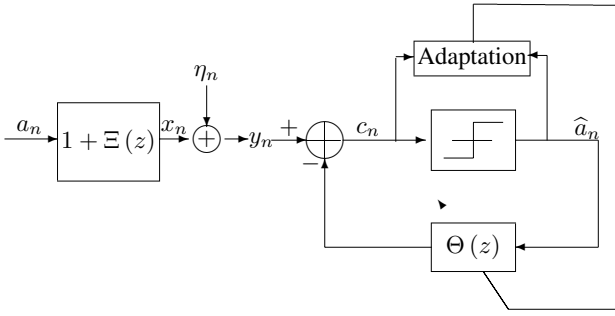 Adaptation
η_n
a_n
1 + Ξ (z)
x_n
+
y_n
+
−
c_n
â_n
Θ (z)